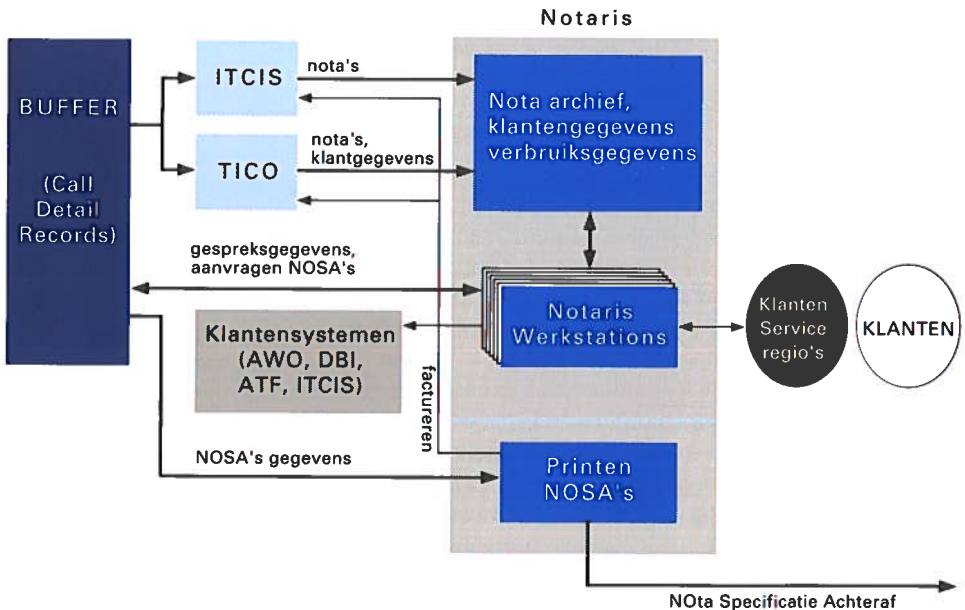 Notaris
BUFFER
(Call
Detail
Records)
ITCIS
nota's
TICO
nota's,
klantgegevens
Nota archief,
klantengegevens
verbruiksgegevens
gespreksgegevens,
aanvragen NOSA's
Klantensystemen
(AWO, DBI,
ATF, ITCIS)
factureren
Notaris
Werkstations
Klanten
Service
regio's
KLANTEN
NOSA's gegevens
Printen
NOSA's
NOta Specificatie Achteraf